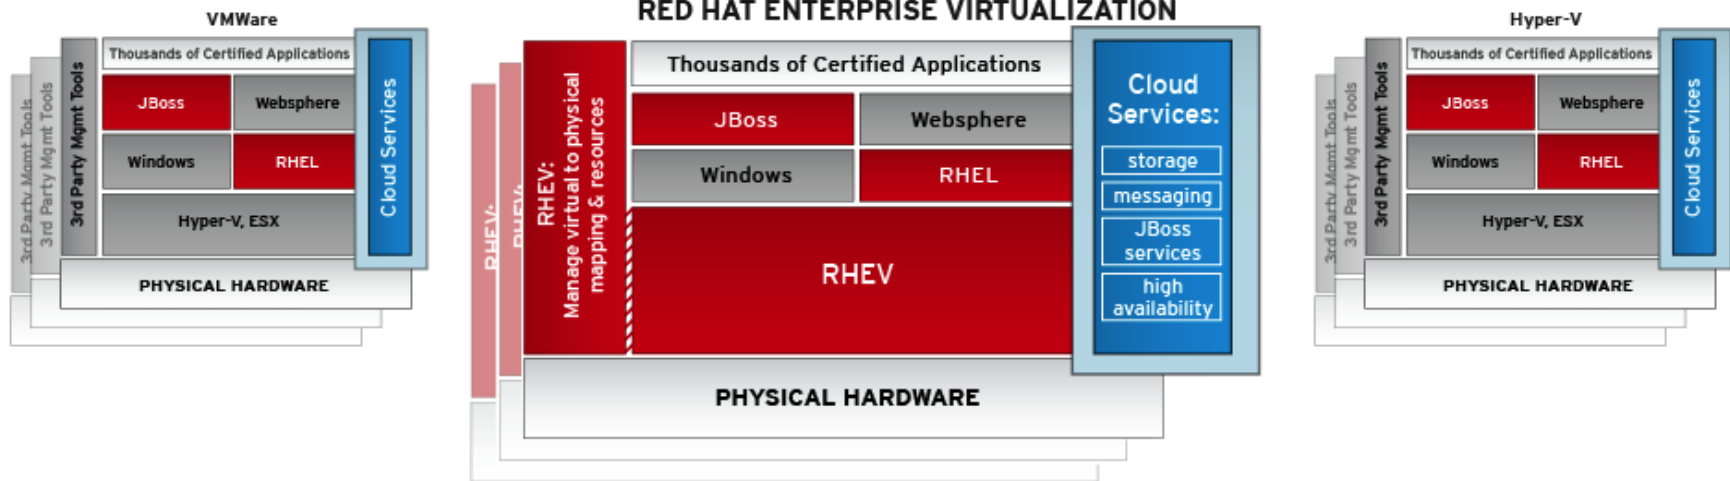 VMWare
Thousands of Certified Applications
3rd Party Mgmt Tools
3rd Party Mgmt Tools
3rd Party Mgmt Tools
JBoss
Websphere
Windows
RHEL
Hyper-V, ESX
Cloud Services
PHYSICAL HARDWARE
RED HAT ENTERPRISE VIRTUALIZATION
RHEV:
RHEV:
RHEV:
Manage virtual to physical
mapping & resources
Thousands of Certified Applications
JBoss
Websphere
Windows
RHEL
RHEV
Cloud
Services:
storage
messaging
JBoss
services
high
availability
PHYSICAL HARDWARE
Hyper-V
Thousands of Certified Applications
3rd Party Mgmt Tools
3rd Party Mgmt Tools
3rd Party Mgmt Tools
JBoss
Websphere
Windows
RHEL
Hyper-V, ESX
Cloud Services
PHYSICAL HARDWARE